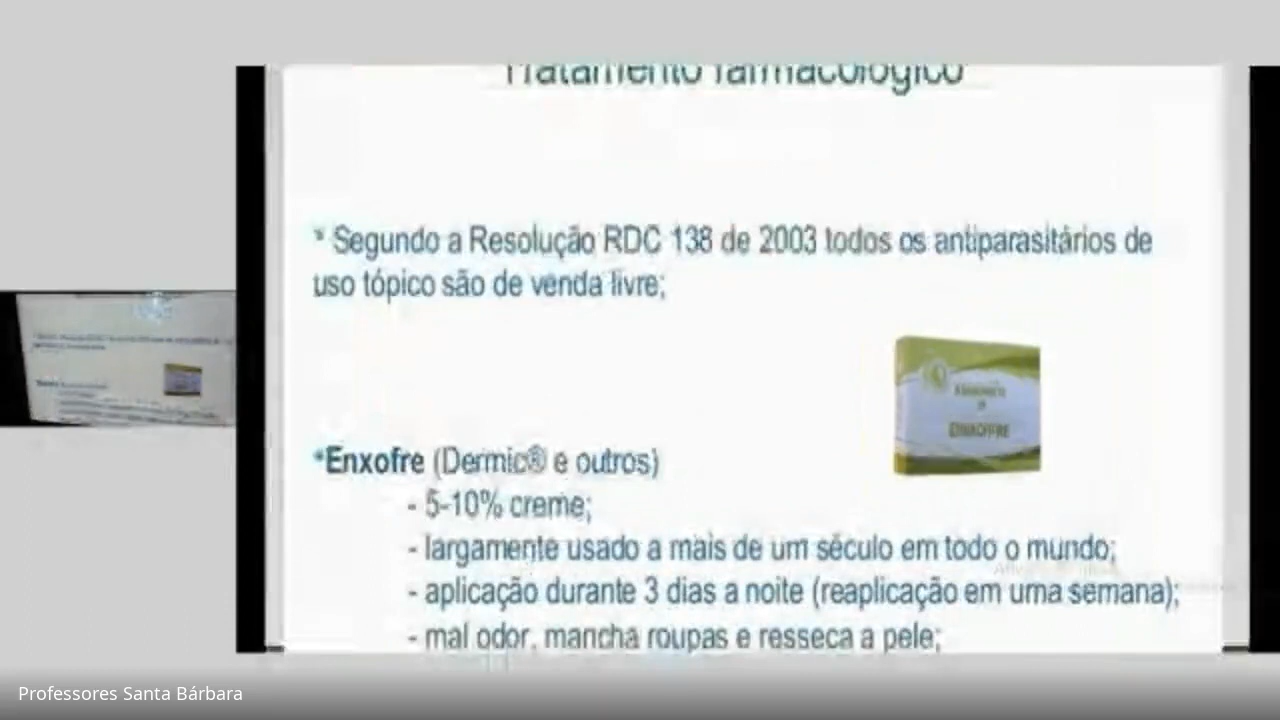 Tratamento farmacológico
* Segundo a Resolução RDC 138 de 2003 todos os antiparasitários de
uso tópico são de venda livre;
*Enxofre (Dermic® e outros)
- 5-10% creme;
- largamente usado a mais de um século em todo o mundo;
- aplicação durante 3 dias a noite (reaplicação em uma semana);
- mal odor, mancha roupas e resseca a pele;
Professores Santa Bárbara